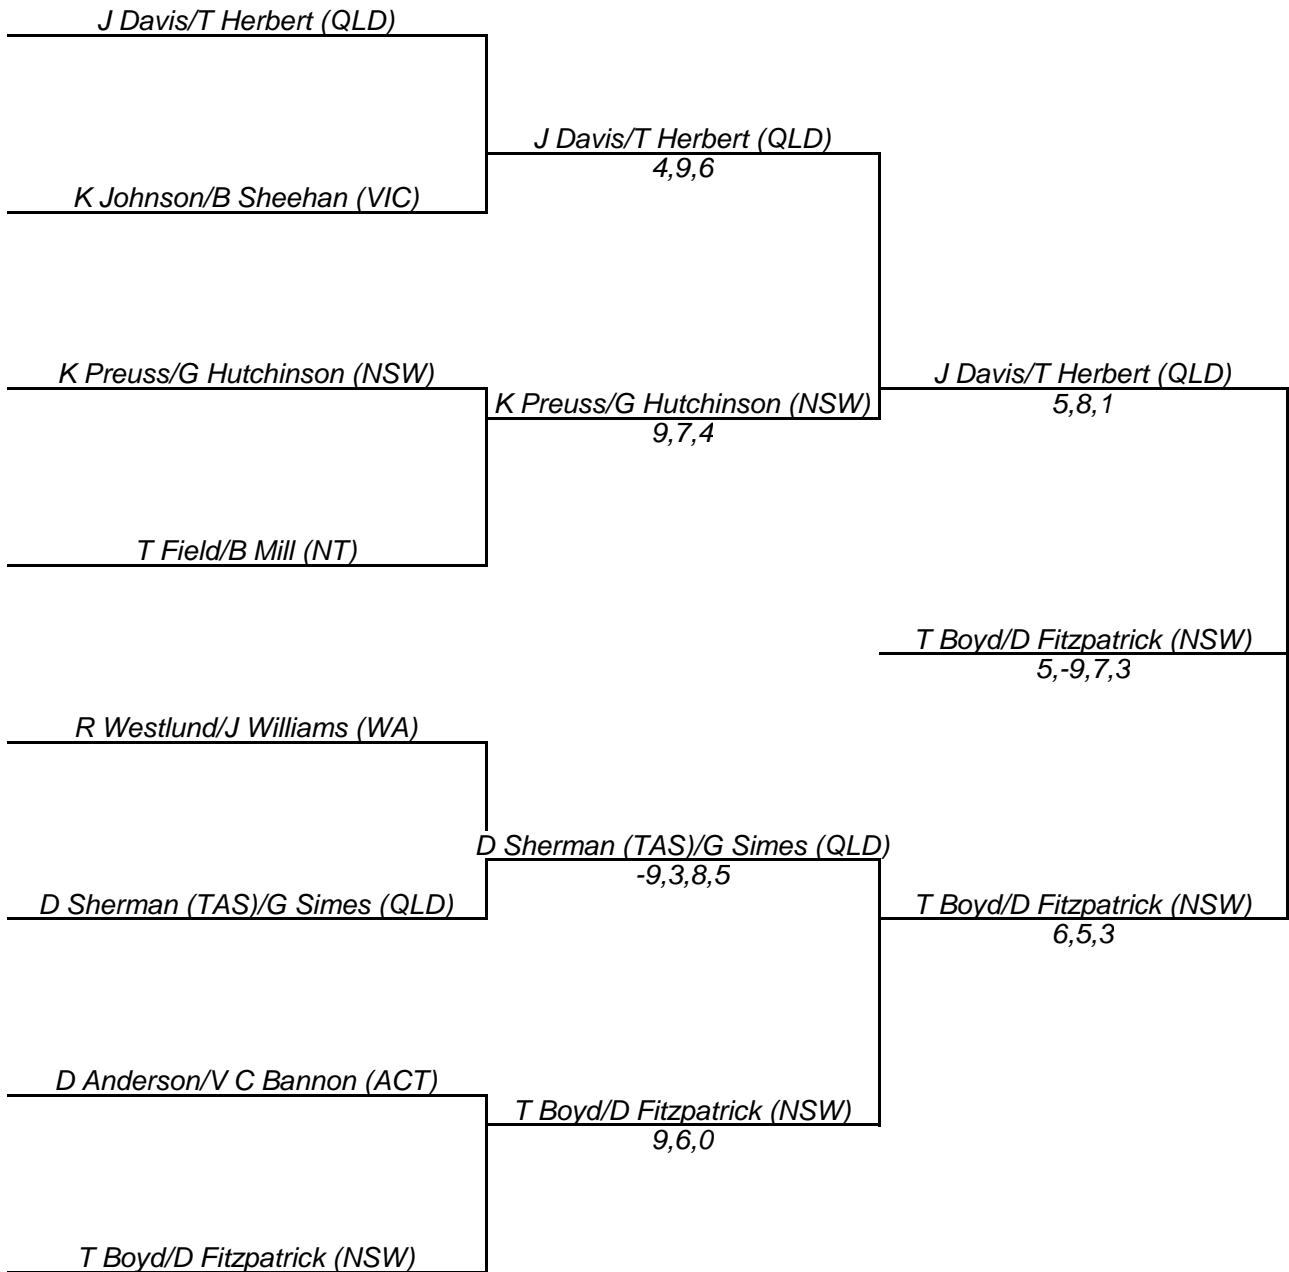 J Davis/T Herbert (QLD)
J Davis/T Herbert (QLD)
4,9,6
K Johnson/B Sheehan (VIC)
K Preuss/G Hutchinson (NSW)
J Davis/T Herbert (QLD)
K Preuss/G Hutchinson (NSW)
5,8,1
9,7,4
T Field/B Mill (NT)
T Boyd/D Fitzpatrick (NSW)
5,-9,7,3
R Westlund/J Williams (WA)
D Sherman (TAS)/G Simes (QLD)
-9,3,8,5
D Sherman (TAS)/G Simes (QLD)
T Boyd/D Fitzpatrick (NSW)
6,5,3
D Anderson/V C Bannon (ACT)
T Boyd/D Fitzpatrick (NSW)
9,6,0
T Boyd/D Fitzpatrick (NSW)